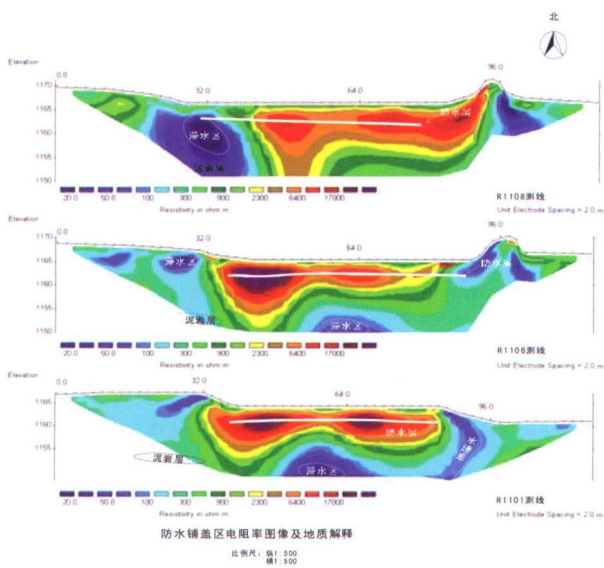 北
Elevation
0.0
32.0
64.0
96.0
1170
1165
1160
1150
滞水区
防水层
泥岩层
20.0 50.0 100 300 900 2300 6400 17000
Resistivity in ohm m
R1108测线
Unit Electrode Spacing = 2.0 m
Elevation
0.0
32.0
64.0
96.0
1170
1165
1160
1150
滞水区
防水层
泥岩层
滞水区
20.0 50.0 100 300 900 2300 6400 17000
Resistivity in ohm m
R1106测线
Unit Electrode Spacing = 2.0 m
Elevation
0.0
32.0
64.0
96.0
1165
1155
防水层
泥岩层
滞水区
20.0 50.0 100 300 900 2300 6400 17000
Resistivity in ohm m
R1101测线
Unit Electrode Spacing = 2.0 m
防水铺盖区电阻率图像及地质解释
比例尺：纵1:500
横1:500